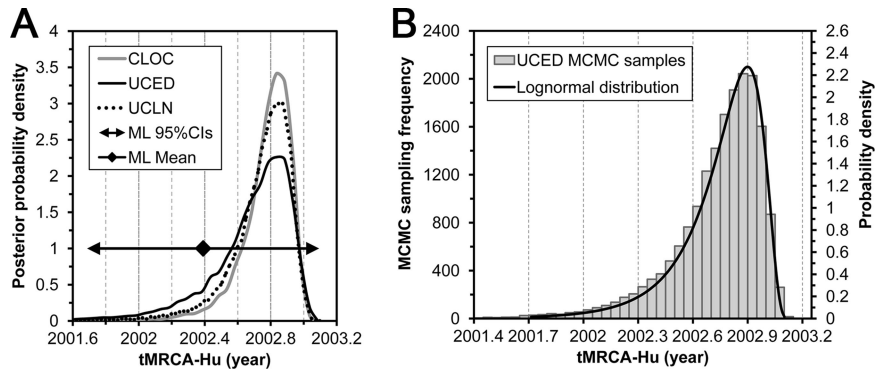 A
Posterior probability density
4
3.5
3
2.5
2
1.5
1
0.5
0
CLOC
UCED
UCLN
ML 95%CIs
ML Mean
2001.6 2002 2002.4 2002.8 2003.2
tMRCA-Hu (year)
B
MCMC sampling frequency
2400
2000
1600
1200
800
400
0
UCED MCMC samples
Lognormal distribution
2.6
2.4
2.2
2
1.8
1.6
1.4
1.2
1
0.8
0.6
0.4
0.2
0
Probability density
2001.4 2001.7 2002 2002.3 2002.6 2002.9 2003.2
tMRCA-Hu (year)